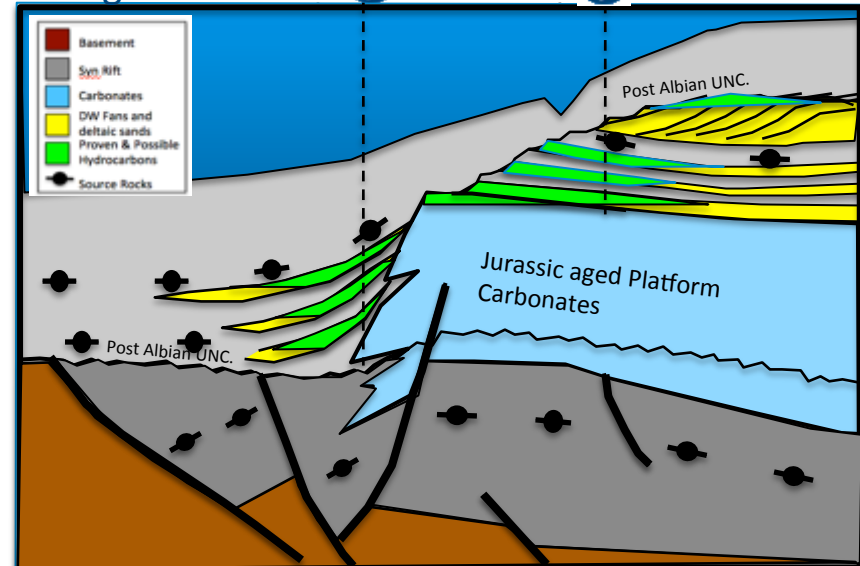 Basement
Syn Rift
Carbonates
DW Fans and
deltaic sands
Proven & Possible
Hydrocarbons
Source Rocks
Post Albian UNC.
Jurassic aged Platform
Carbonates
Post Albian UNC.